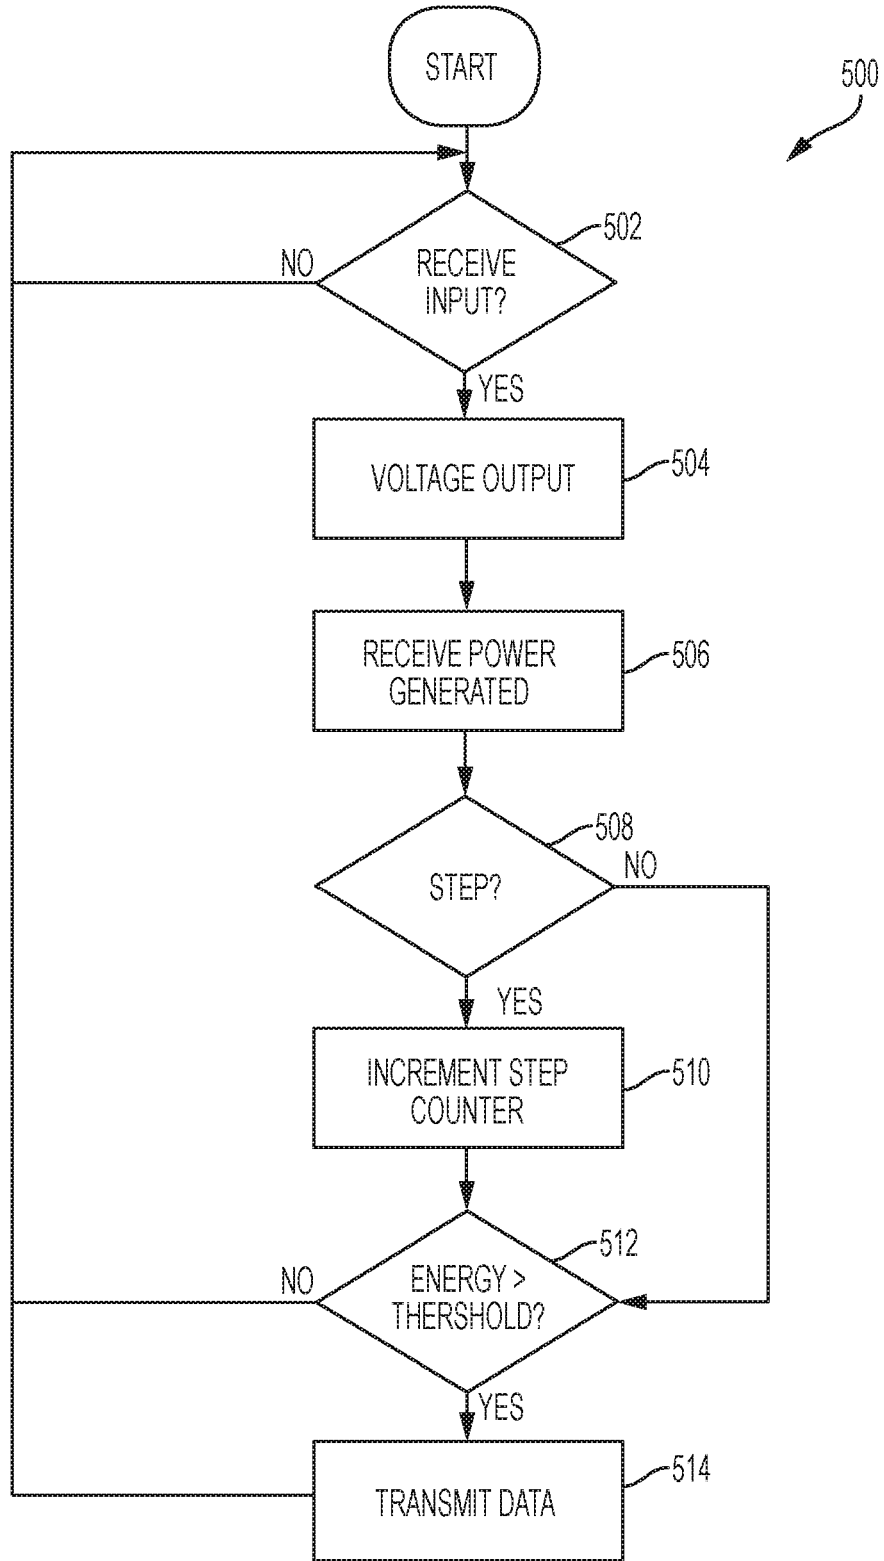 START
500
502
NO
RECEIVE
INPUT?
YES
VOLTAGE OUTPUT
504
RECEIVE POWER
GENERATED
506
508
NO
STEP?
YES
INCREMENT STEP
COUNTER
510
512
NO
ENERGY >
THERSHOLD?
YES
TRANSMIT DATA
514